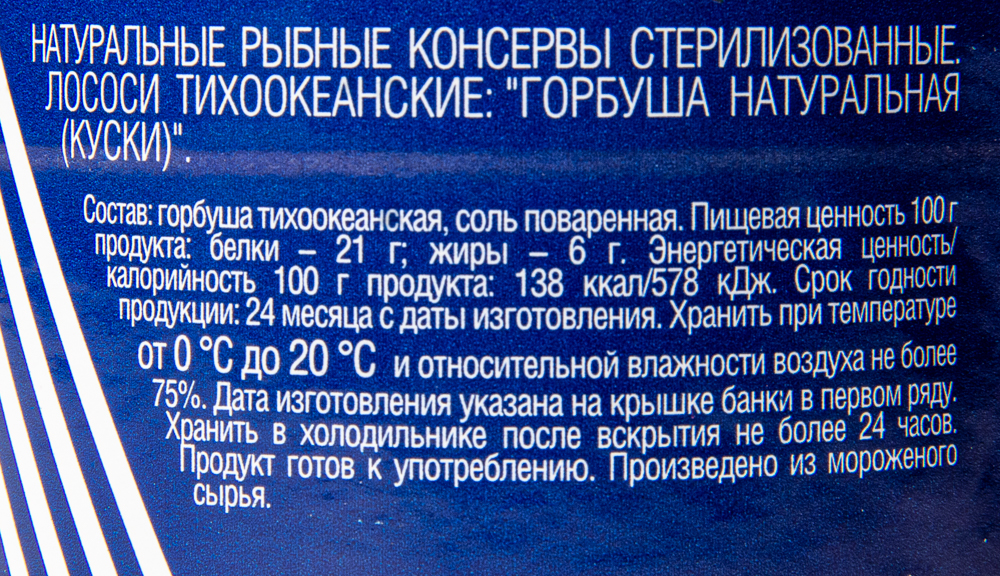 НАТУРАЛЬНЫЕ РЫБНЫЕ КОНСЕРВЫ СТЕРИЛИЗОВАННЫЕ.
ЛОСОСИ ТИХООКЕАНСКИЕ: "ГОРБУША НАТУРАЛЬНАЯ
(КУСКИ)".
Состав: горбуша тихоокеанская, соль поваренная. Пищевая ценность 100 г
продукта: белки – 21 г; жиры – 6 г. Энергетическая ценность/
калорийность 100 г продукта: 138 ккал/578 кДж. Срок годности
продукции: 24 месяца с даты изготовления. Хранить при температуре
от 0 °С до 20 °С и относительной влажности воздуха не более
75%. Дата изготовления указана на крышке банки в первом ряду.
Хранить в холодильнике после вскрытия не более 24 часов.
Продукт готов к употреблению. Произведено из мороженого
сырья.